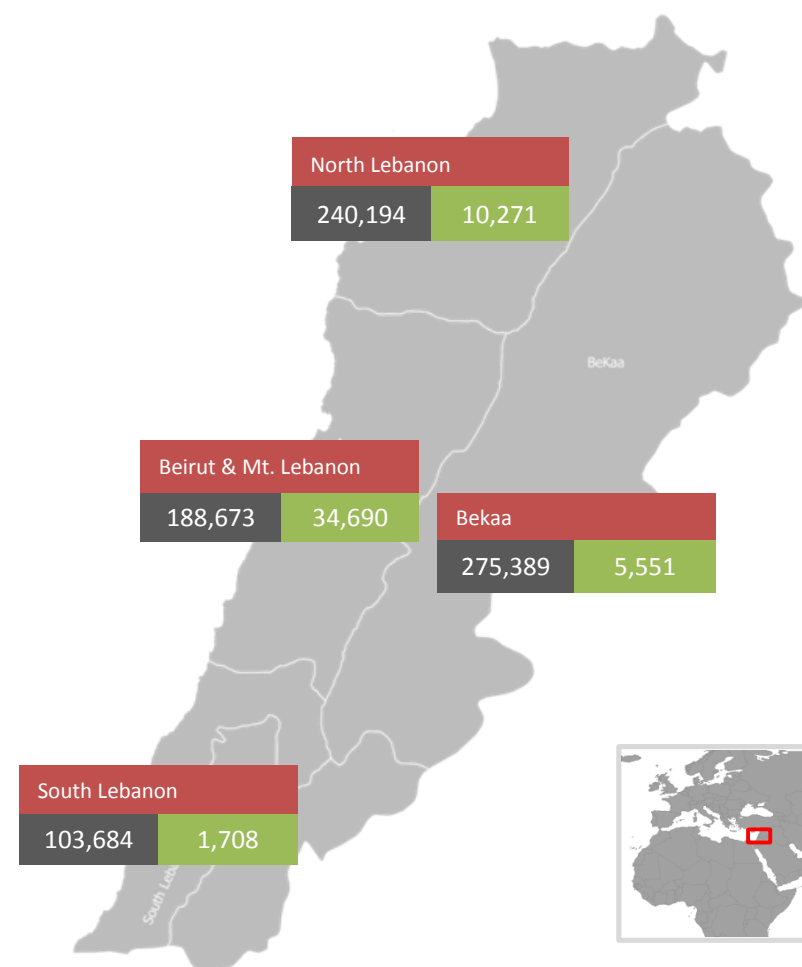 North Lebanon
240,194 10,271
BeKaa
Beirut & Mt. Lebanon
188,673 34,690
Bekaa
275,389 5,551
South Lebanon
103,684 1,708
South